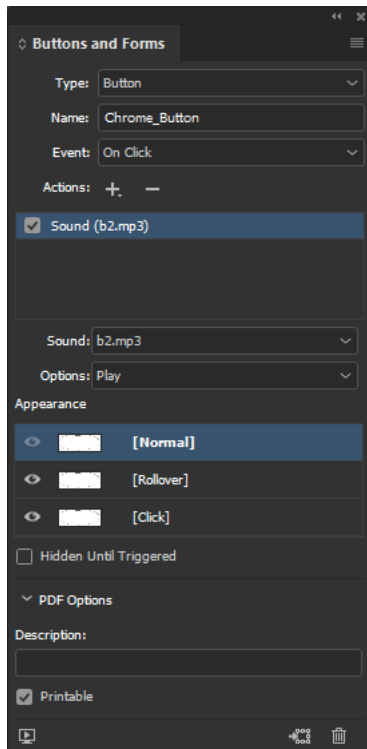 Buttons and Forms
Type: Button
Name: Chrome_Button
Event: On Click
Actions:
Sound (b2.mp3)
Sound: b2.mp3
Options: Play
Appearance
[Normal]
[Rollover]
[Click]
Hidden Until Triggered
PDF Options
Description:
Printable